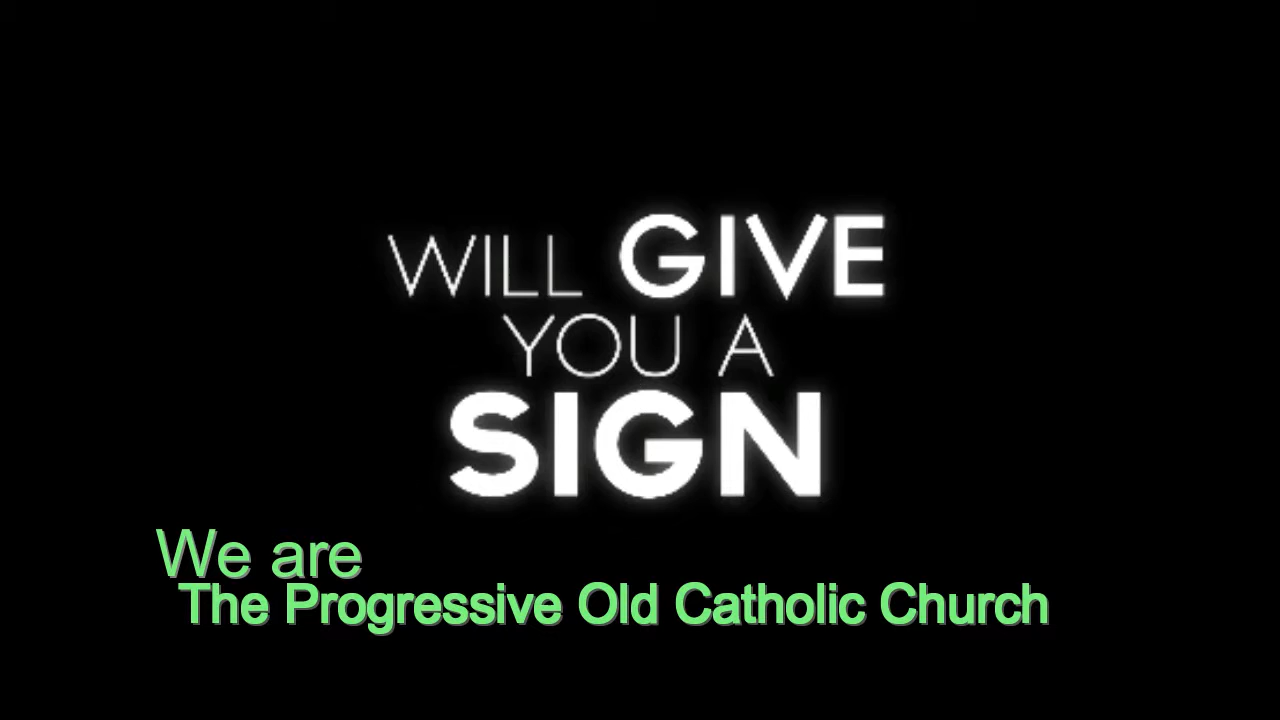 WILL GIVE
YOU A
SIGN
We are
The Progressive Old Catholic Church